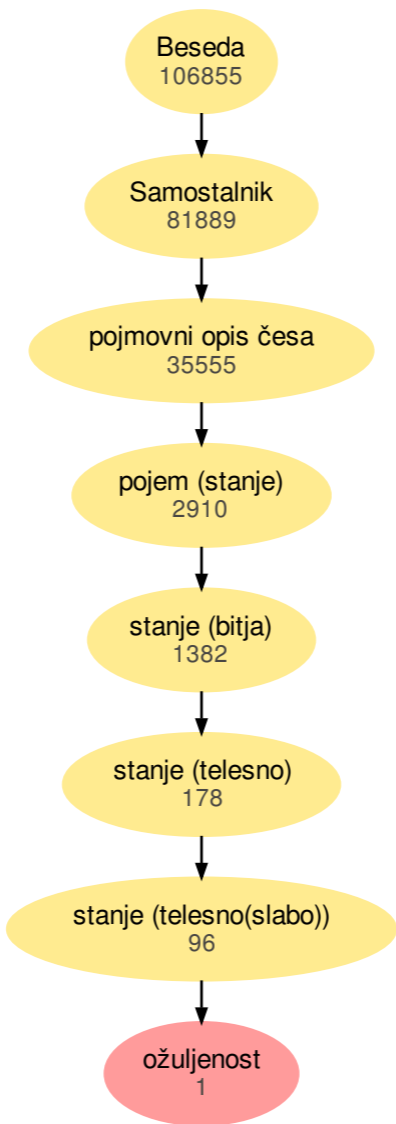 Beseda
106855
Samostalnik
81889
pojmovni opis česa
35555
pojem (stanje)
2910
stanje (bitja)
1382
stanje (telesno)
178
stanje (telesno(slabo))
96
ožuljenost
1